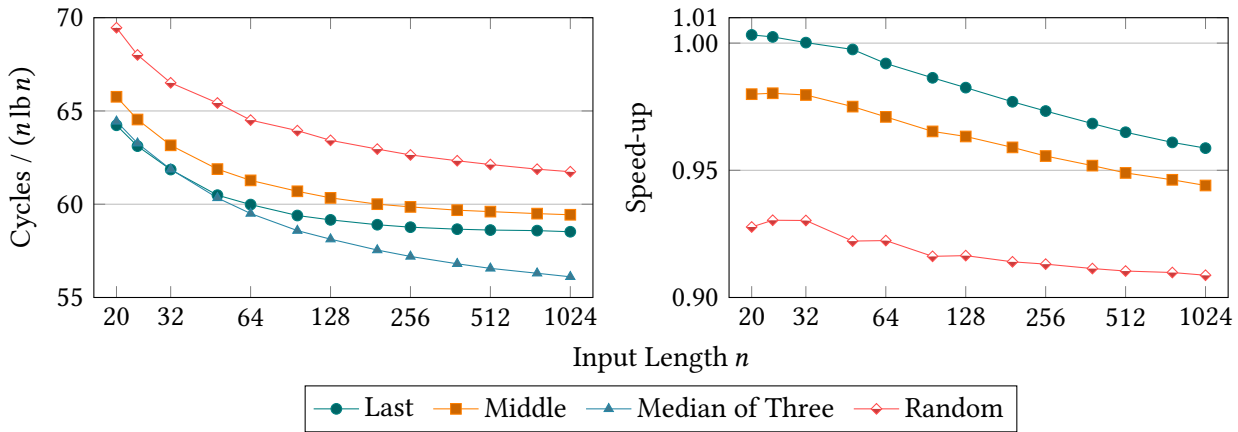 Cycles / (n lb n)
70
65
60
55
20 32 64 128 256 512 1024
Speed-up
1.01
1.00
0.95
0.90
20 32 64 128 256 512 1024
Input Length n
Last Middle Median of Three Random